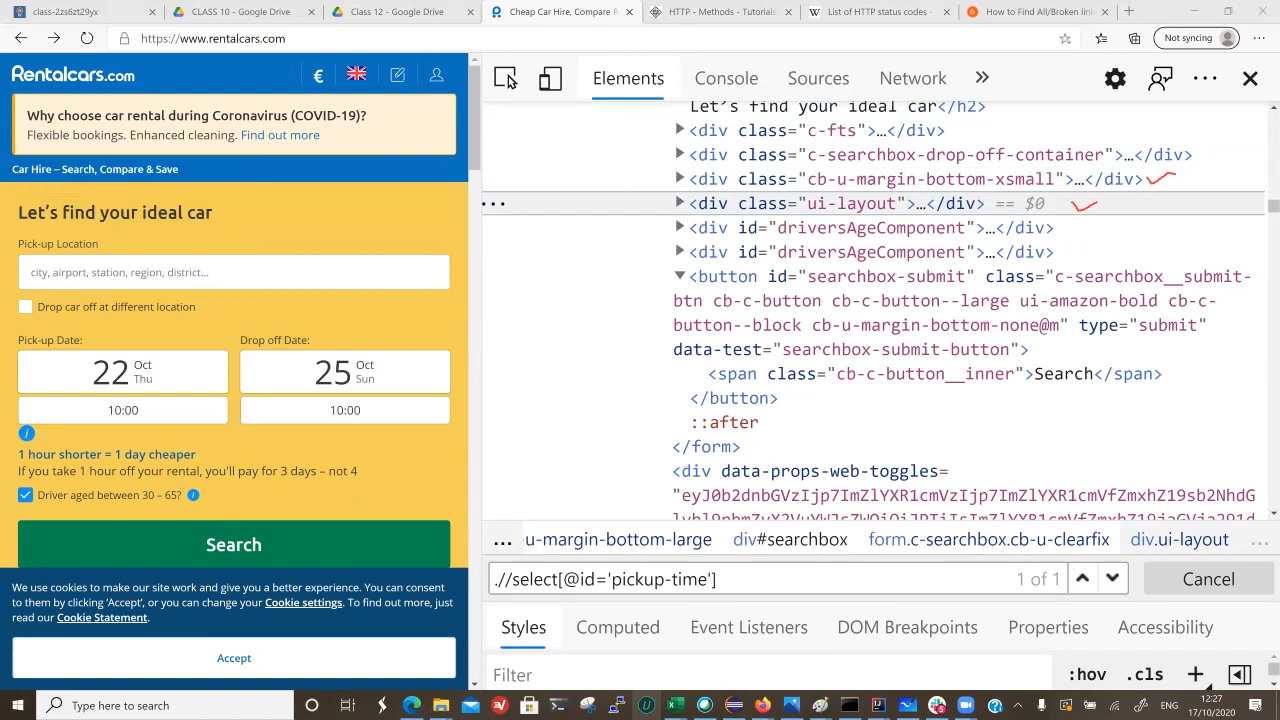 class-2zs6z2z62t
CLASS 10 - Google Drive
Class 12 - Google Drive
Cheap Car Hire, Compare R
HTTP - Methods - Tutorials
List of HTTP status codes -
How to Find All/Broken link
https://www.rentalcars.com
Not syncing
Rentalcars.com
€
Why choose car rental during Coronavirus (COVID-19)?
Flexible bookings. Enhanced cleaning. Find out more
Car Hire – Search, Compare & Save
Let's find your ideal car
Pick-up Location
city, airport, station, region, district...
Drop car off at different location
Pick-up Date:
Drop off Date:
22 Oct Thu
25 Oct Sun
10:00
10:00
1 hour shorter = 1 day cheaper
If you take 1 hour off your rental, you'll pay for 3 days – not 4
Driver aged between 30 – 65?
Search
We use cookies to make our site work and give you a better experience. You can consent
to them by clicking 'Accept', or you can change your Cookie settings. To find out more, just
read our Cookie Statement.
Accept
Elements
Console
Sources
Network
Let's find your ideal car</h2>
<div class="c-fts">…</div>
<div class="c-searchbox-drop-off-container">…</div>
<div class="cb-u-margin-bottom-xsmall">…</div>
<div class="ui-layout">…</div> == $0
<div id="driversAgeComponent">…</div>
<div id="driversAgeComponent">…</div>
<button id="searchbox-submit" class="c-searchbox__submit-
btn cb-c-button cb-c-button--large ui-amazon-bold cb-c-
button--block cb-u-margin-bottom-none@m" type="submit"
data-test="searchbox-submit-button">
<span class="cb-c-button__inner">Search</span>
</button>
::after
</form>
<div data-props-web-toggles=
... -u-margin-bottom-large div#searchbox form.c-searchbox.cb-u-clearfix div.ui-layout ...
.//select[@id='pickup-time']
1 of 1
Cancel
Styles
Computed
Event Listeners
DOM Breakpoints
Properties
Accessibility
Filter
:hov
.cls
Type here to search
12:27
17/10/2020